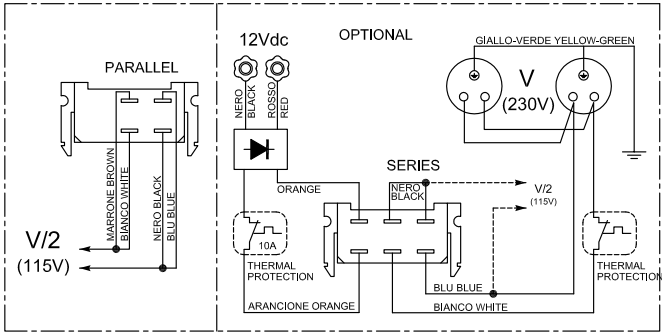 PARALLEL
MARRONE BROWN
BIANCO WHITE
NERO BLACK
BLU BLUE
V/2
(115V)
OPTIONAL
12Vdc
NERO
BLACK
ROSSO
RED
ORANGE
10A
THERMAL
PROTECTION
ARANCIONE ORANGE
SERIES
NERO
BLACK
V/2
(115V)
BLU BLUE
BIANCO WHITE
GIALLO-VERDE YELLOW-GREEN
V
(230V)
THERMAL
PROTECTION